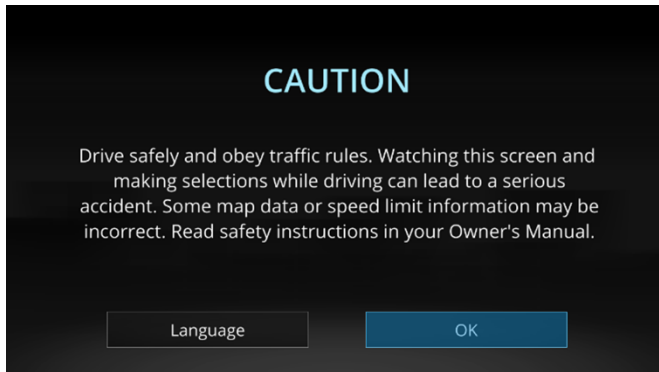 CAUTION
Drive safely and obey traffic rules. Watching this screen and
making selections while driving can lead to a serious
accident. Some map data or speed limit information may be
incorrect. Read safety instructions in your Owner's Manual.
Language
OK